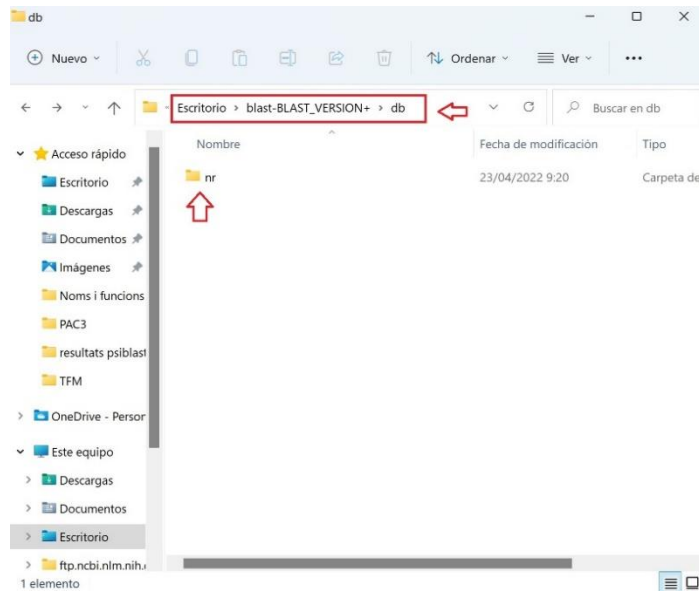 db
Nuevo
Ordenar
Ver
Escritorio > blast-BLAST_VERSION+ > db
Buscar en db
Nombre
Fecha de modificación
Tipo
Acceso rápido
nr
23/04/2022 9:20
Carpeta de
Escritorio
Descargas
Documentos
Imágenes
Noms i funcions
PAC3
resultats psiblast
TFM
OneDrive - Person
Este equipo
Descargas
Documentos
Escritorio
ftp.ncbi.nlm.nih.
1 elemento